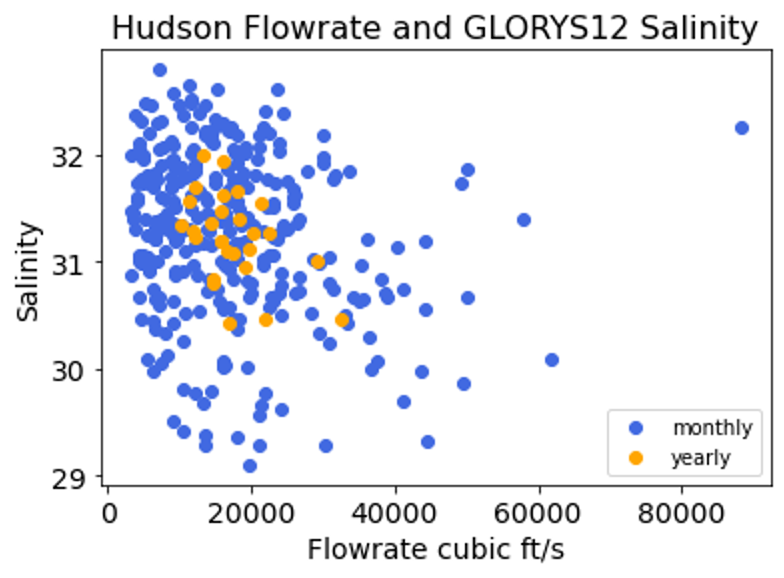 Hudson Flowrate and GLORYS12 Salinity
32
31
30
29
Salinity
monthly
yearly
0 20000 40000 60000 80000
Flowrate cubic ft/s